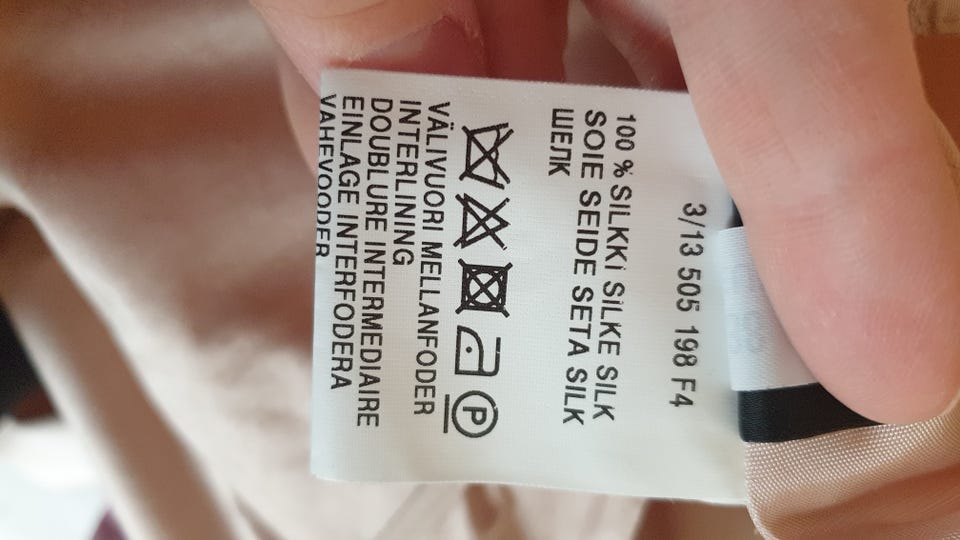 3/13 505 198 F4
100 % SILKKI SILKE SILK
SOIE SEIDE SETA SILK
ШЕЛК
P
VÄLIVUORI MELLANFODER
INTERLINING
DOUBLURE INTERMEDIAIRE
EINLAGE INTERFODERA
VAHEVOODER